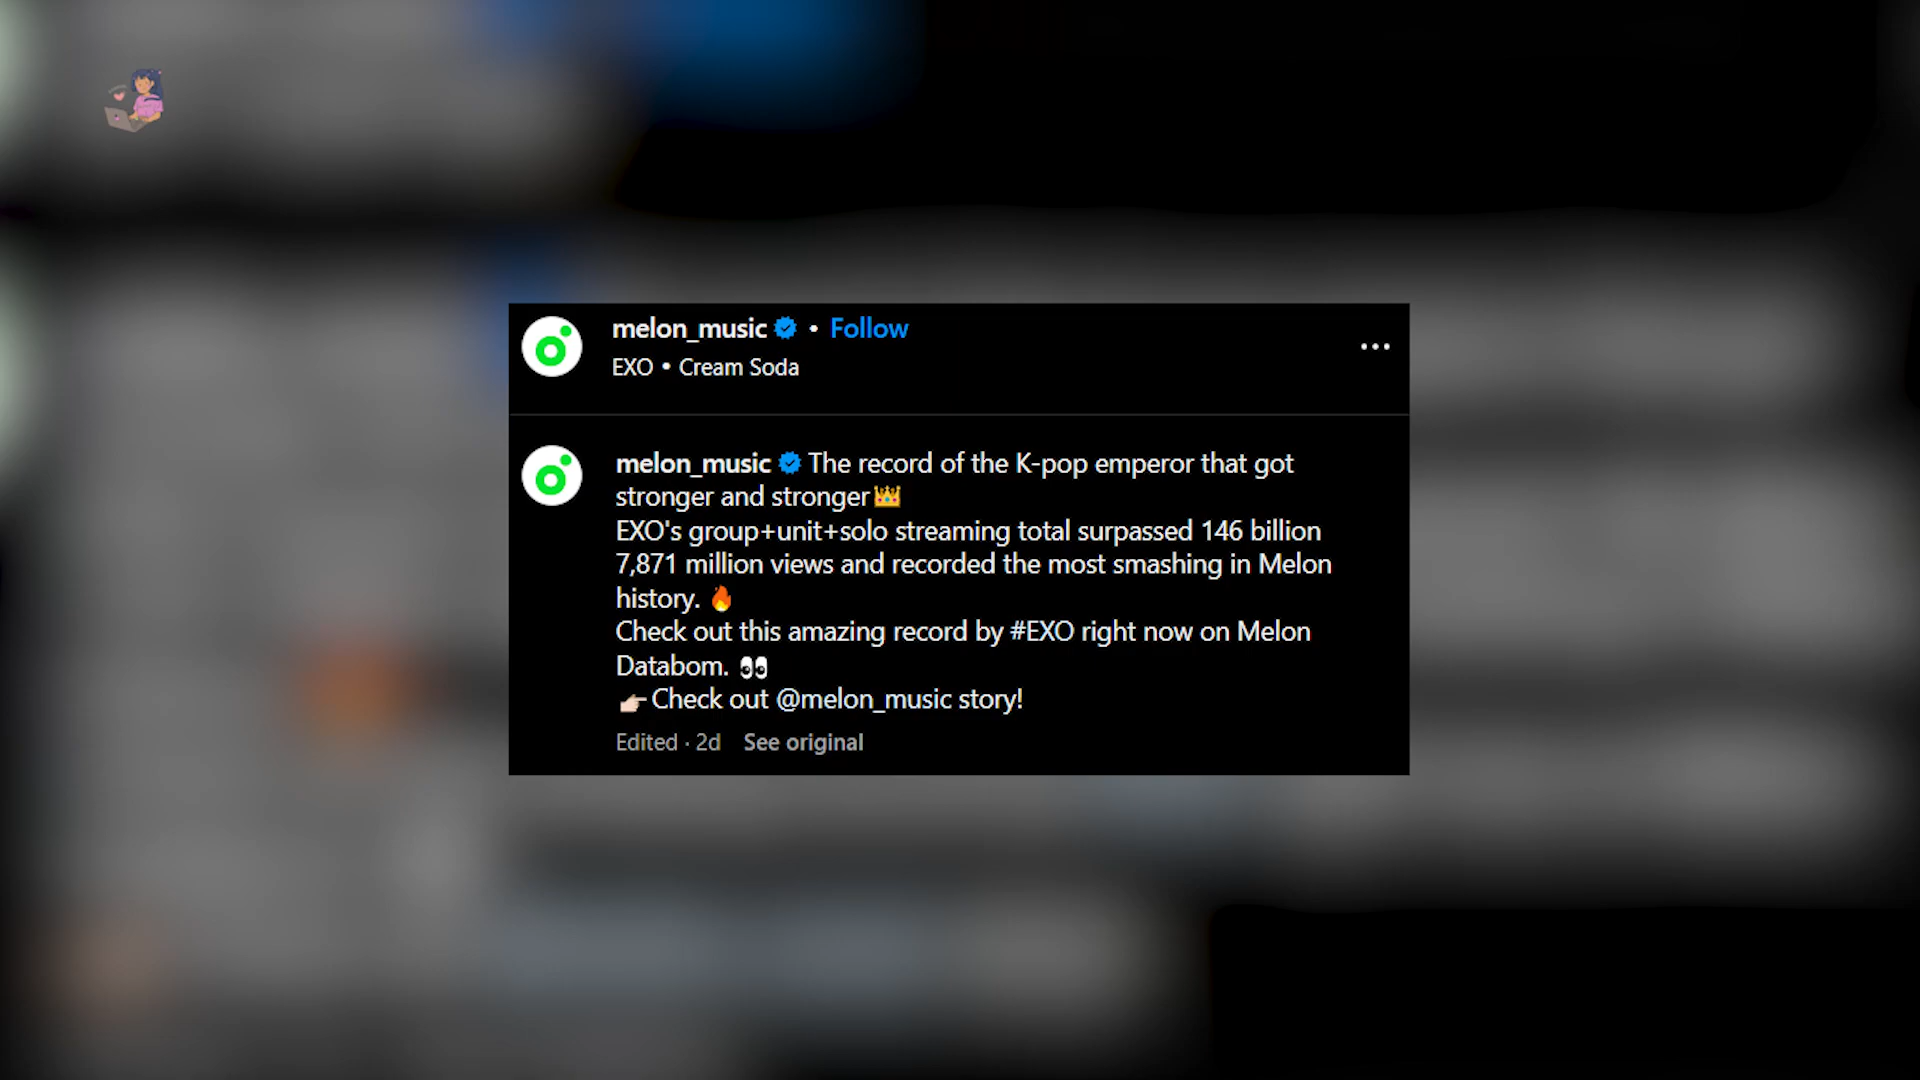 melon_music • Follow
EXO • Cream Soda
melon_music The record of the K-pop emperor that got
stronger and stronger👑
EXO's group+unit+solo streaming total surpassed 146 billion
7,871 million views and recorded the most smashing in Melon
history. 🔥
Check out this amazing record by #EXO right now on Melon
Databom. 👀
👉🏻Check out @melon_music story!
Edited · 2d See original